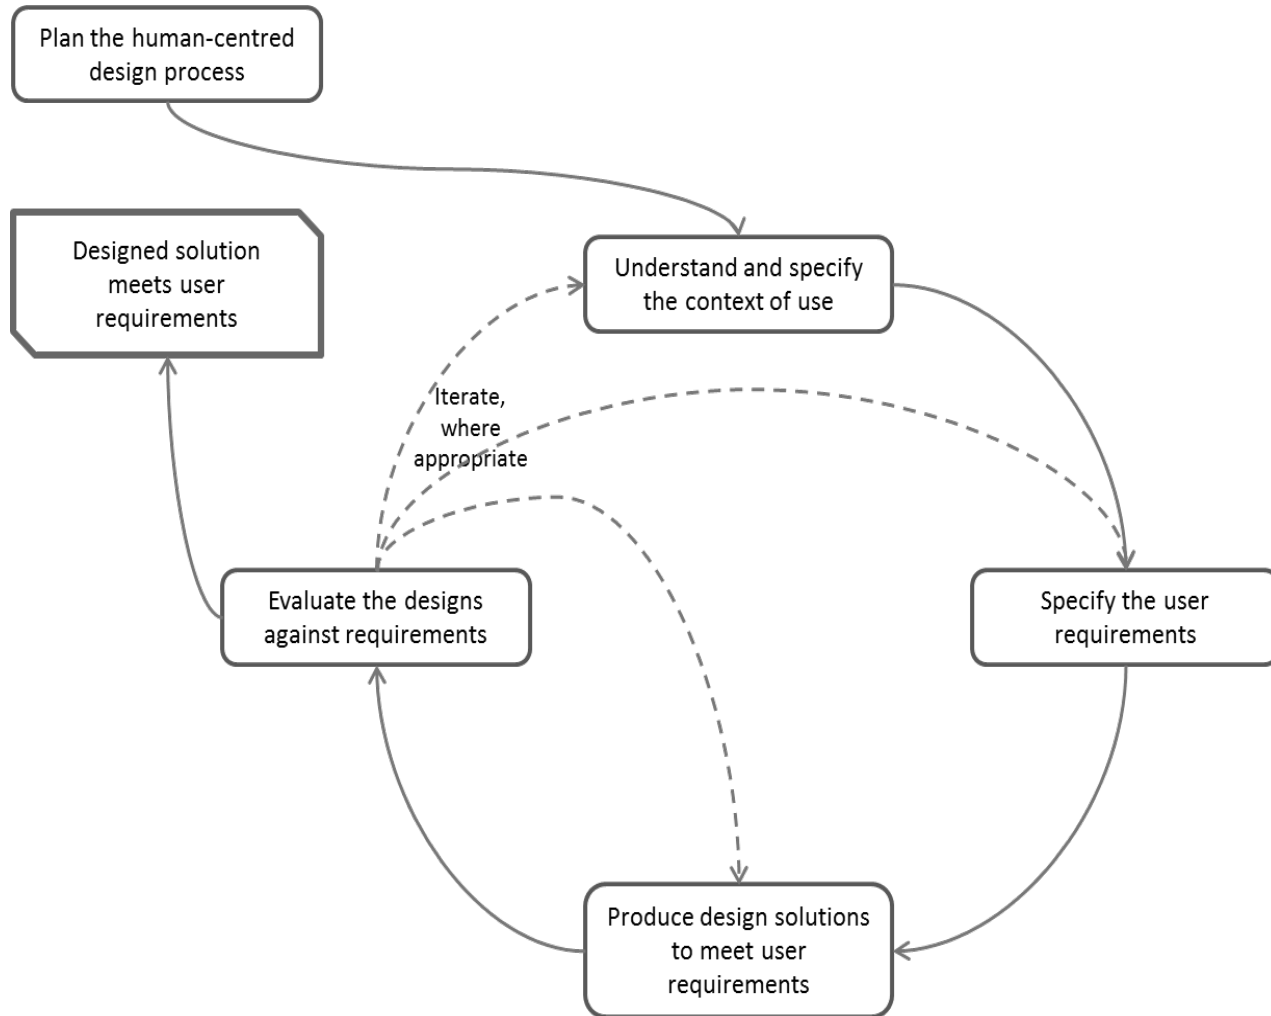 Plan the human-centred
design process
Designed solution
meets user
requirements
Understand and specify
the context of use
Iterate,
where
appropriate
Evaluate the designs
against requirements
Specify the user
requirements
Produce design solutions
to meet user
requirements